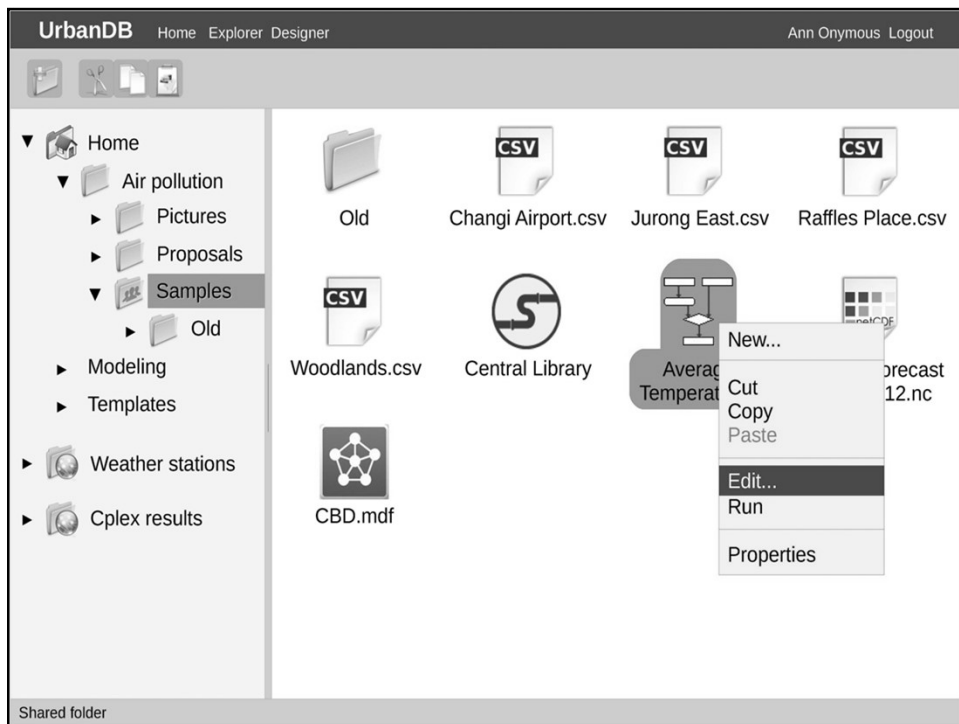 UrbanDB Home Explorer Designer Ann Onymous Logout
Home
Air pollution
Pictures
Proposals
Samples
Old
Modeling
Templates
Weather stations
Cplex results
Old
CSV
Changi Airport.csv
CSV
Jurong East.csv
CSV
Raffles Place.csv
CSV
Woodlands.csv
Central Library
netCDF
12.nc
CBD.mdf
New...
Cut
Copy
Paste
Edit...
Run
Properties
Shared folder